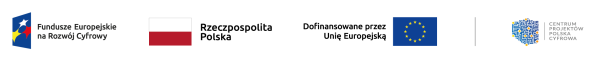 Fundusze Europejskie
na Rozwój Cyfrowy
Rzeczpospolita
Polska
Dofinansowane przez
Unię Europejską
CENTRUM
PROJEKTÓW
POLSKA
CYFROWA